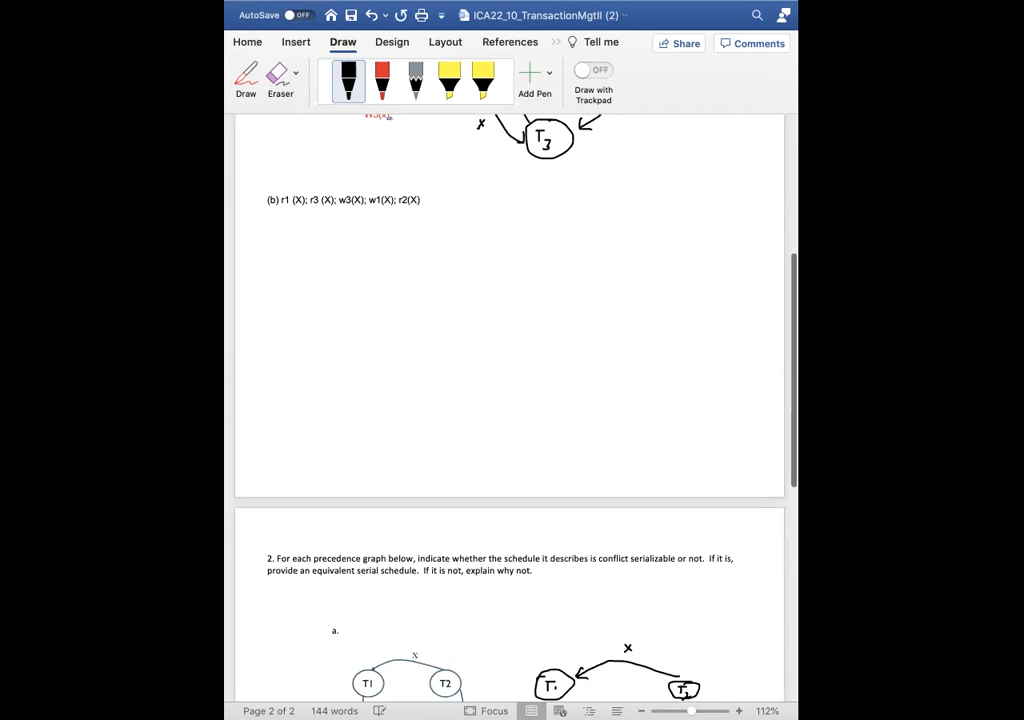 AutoSave OFF ICA22_10_TransactionMgtII (2)
Home Insert Draw Design Layout References Tell me Share Comments
Draw Eraser Add Pen OFF Draw with Trackpad
W3(X);
X
T3
(b) r1 (X); r3 (X); w3(X); w1(X); r2(X)
2. For each precedence graph below, indicate whether the schedule it describes is conflict serializable or not. If it is,
provide an equivalent serial schedule. If it is not, explain why not.
a.
X X
T1 T2 T1 T2
Page 2 of 2 144 words Focus 112%